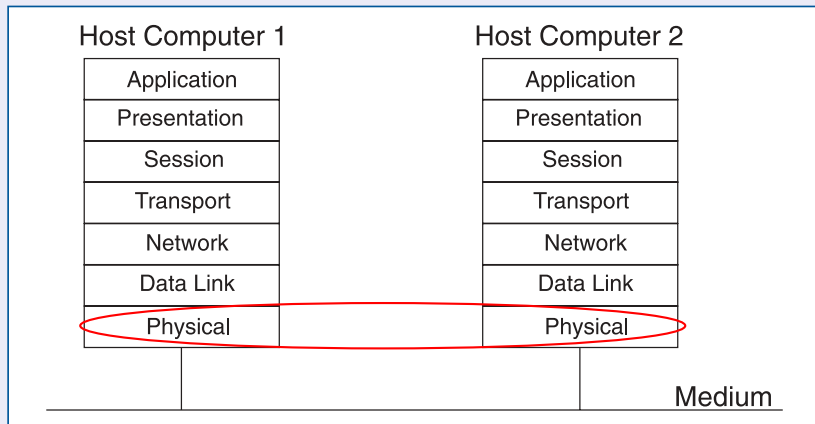 Host Computer 1 Host Computer 2
Application Application
Presentation Presentation
Session Session
Transport Transport
Network Network
Data Link Data Link
Physical Physical
Medium